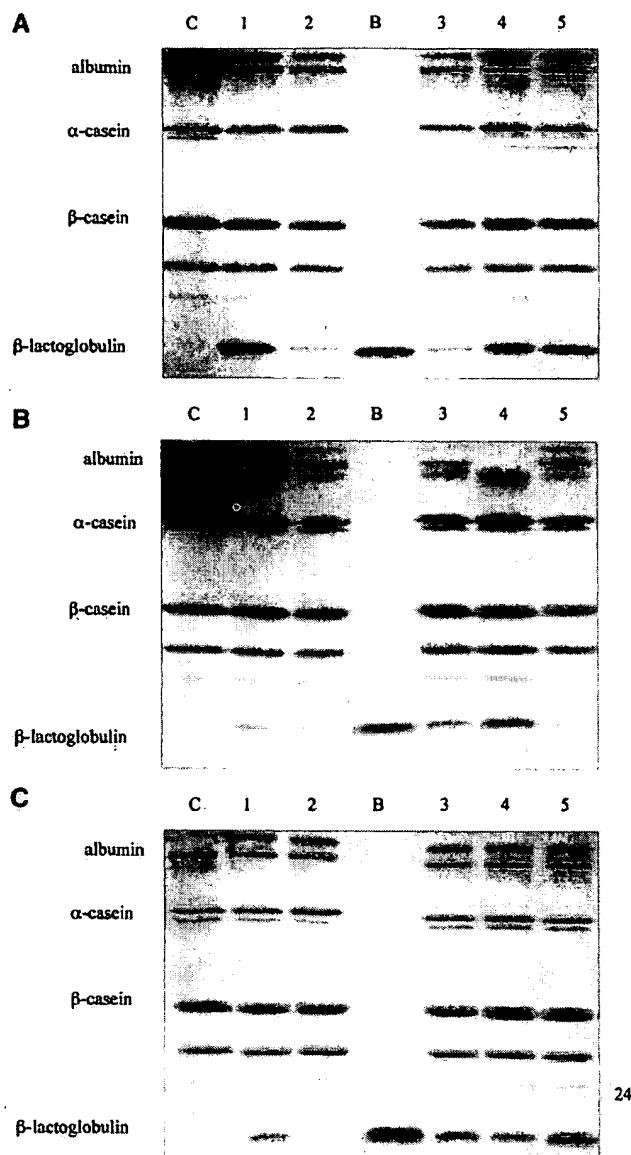 A
C 1 2 B 3 4 5
albumin
α-casein
β-casein
β-lactoglobulin
B
C 1 2 B 3 4 5
albumin
α-casein
β-casein
β-lactoglobulin
C
C 1 2 B 3 4 5
albumin
α-casein
β-casein
24
β-lactoglobulin